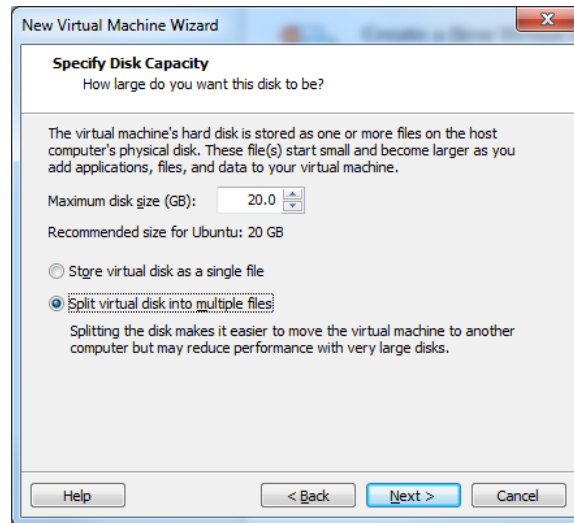 New Virtual Machine Wizard
Specify Disk Capacity
How large do you want this disk to be?
The virtual machine's hard disk is stored as one or more files on the host
computer's physical disk. These file(s) start small and become larger as you
add applications, files, and data to your virtual machine.
Maximum disk size (GB): 20.0
Recommended size for Ubuntu: 20 GB
Store virtual disk as a single file
Split virtual disk into multiple files
Splitting the disk makes it easier to move the virtual machine to another
computer but may reduce performance with very large disks.
Help < Back Next > Cancel